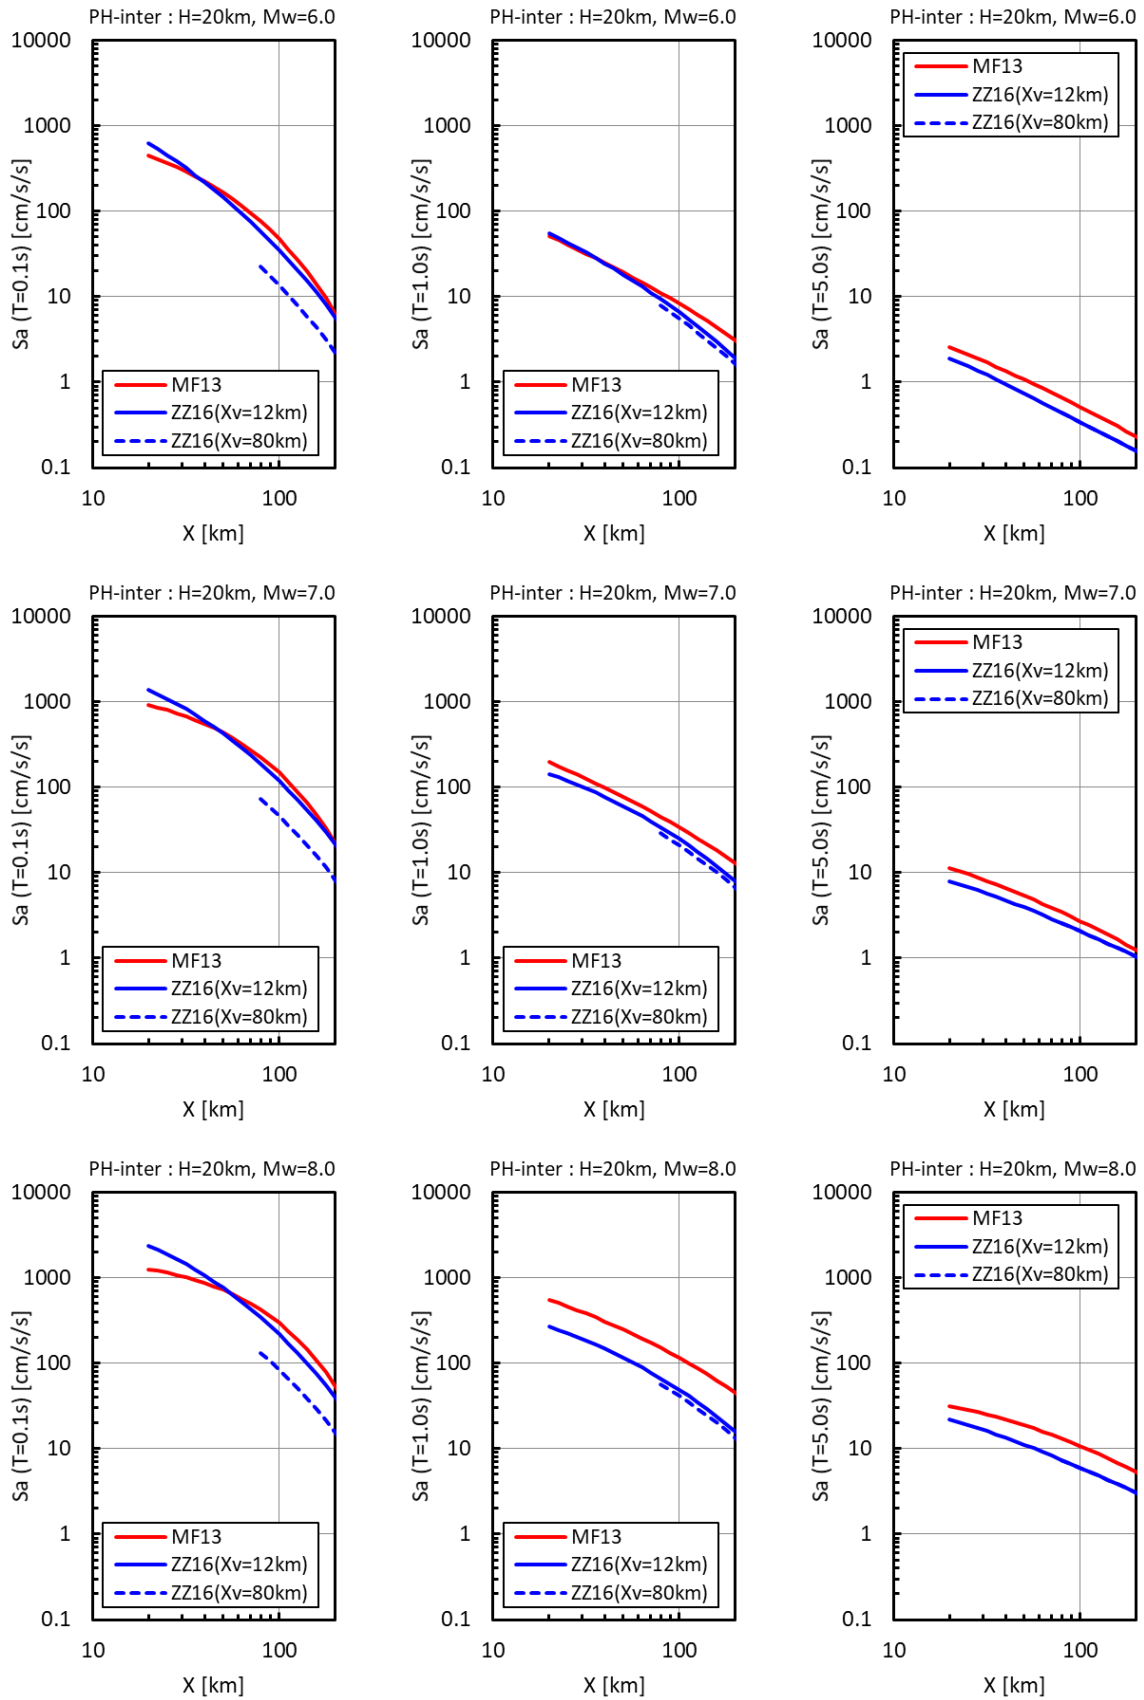 PH-inter : H=20km, Mw=6.0
10000
1000
100
10
1
0.1
Sa (T=0.1s) [cm/s/s]
MF13
ZZ16(Xv=12km)
ZZ16(Xv=80km)
10
100
X [km]
PH-inter : H=20km, Mw=6.0
10000
1000
100
10
1
0.1
Sa (T=1.0s) [cm/s/s]
MF13
ZZ16(Xv=12km)
ZZ16(Xv=80km)
10
100
X [km]
PH-inter : H=20km, Mw=6.0
10000
1000
100
10
1
0.1
Sa (T=5.0s) [cm/s/s]
MF13
ZZ16(Xv=12km)
ZZ16(Xv=80km)
10
100
X [km]
PH-inter : H=20km, Mw=7.0
10000
1000
100
10
1
0.1
Sa (T=0.1s) [cm/s/s]
MF13
ZZ16(Xv=12km)
ZZ16(Xv=80km)
10
100
X [km]
PH-inter : H=20km, Mw=7.0
10000
1000
100
10
1
0.1
Sa (T=1.0s) [cm/s/s]
MF13
ZZ16(Xv=12km)
ZZ16(Xv=80km)
10
100
X [km]
PH-inter : H=20km, Mw=7.0
10000
1000
100
10
1
0.1
Sa (T=5.0s) [cm/s/s]
MF13
ZZ16(Xv=12km)
ZZ16(Xv=80km)
10
100
X [km]
PH-inter : H=20km, Mw=8.0
10000
1000
100
10
1
0.1
Sa (T=0.1s) [cm/s/s]
MF13
ZZ16(Xv=12km)
ZZ16(Xv=80km)
10
100
X [km]
PH-inter : H=20km, Mw=8.0
10000
1000
100
10
1
0.1
Sa (T=1.0s) [cm/s/s]
MF13
ZZ16(Xv=12km)
ZZ16(Xv=80km)
10
100
X [km]
PH-inter : H=20km, Mw=8.0
10000
1000
100
10
1
0.1
Sa (T=5.0s) [cm/s/s]
MF13
ZZ16(Xv=12km)
ZZ16(Xv=80km)
10
100
X [km]